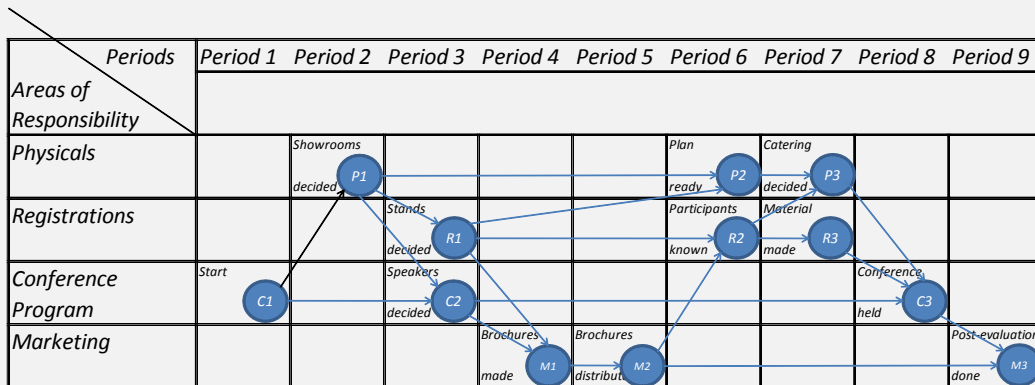 Periods Period 1 Period 2 Period 3 Period 4 Period 5 Period 6 Period 7 Period 8 Period 9
Areas of
Responsibility
Physicals Showrooms Plan Catering
P1 P2 P3
decided ready decided
Registrations Stands Participants Material
R1 R2 R3
decided known made
Conference Start Speakers Conference
Program C1 C2 C3
decided held
Marketing Brochures Brochures Post-evaluation
M1 M2 M3
made distribut done